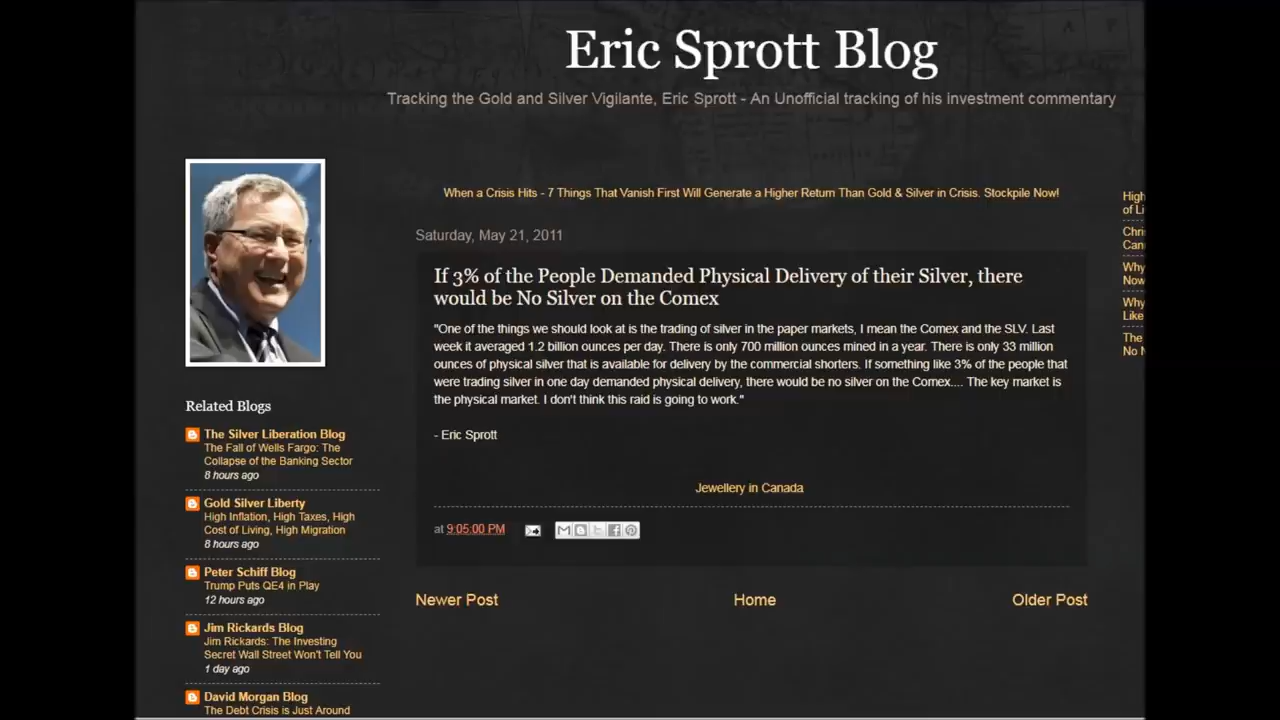 Eric Sprott Blog
Tracking the Gold and Silver Vigilante, Eric Sprott - An Unofficial tracking of his investment commentary
When a Crisis Hits - 7 Things That Vanish First Will Generate a Higher Return Than Gold & Silver in Crisis. Stockpile Now!
Saturday, May 21, 2011
If 3% of the People Demanded Physical Delivery of their Silver, there
would be No Silver on the Comex
"One of the things we should look at is the trading of silver in the paper markets, I mean the Comex and the SLV. Last
week it averaged 1.2 billion ounces per day. There is only 700 million ounces mined in a year. There is only 33 million
ounces of physical silver that is available for delivery by the commercial shorters. If something like 3% of the people that
were trading silver in one day demanded physical delivery, there would be no silver on the Comex.... The key market is
the physical market. I don't think this raid is going to work."
- Eric Sprott
Jewellery in Canada
at 9:05:00 PM
Newer Post
Home
Older Post
Related Blogs
The Silver Liberation Blog
The Fall of Wells Fargo: The
Collapse of the Banking Sector
8 hours ago
Gold Silver Liberty
High Inflation, High Taxes, High
Cost of Living, High Migration
8 hours ago
Peter Schiff Blog
Trump Puts QE4 in Play
12 hours ago
Jim Rickards Blog
Jim Rickards: The Investing
Secret Wall Street Won't Tell You
1 day ago
David Morgan Blog
The Debt Crisis is Just Around
High
of Li
Chri
Can
Why
Now
Why
Like
The
No N